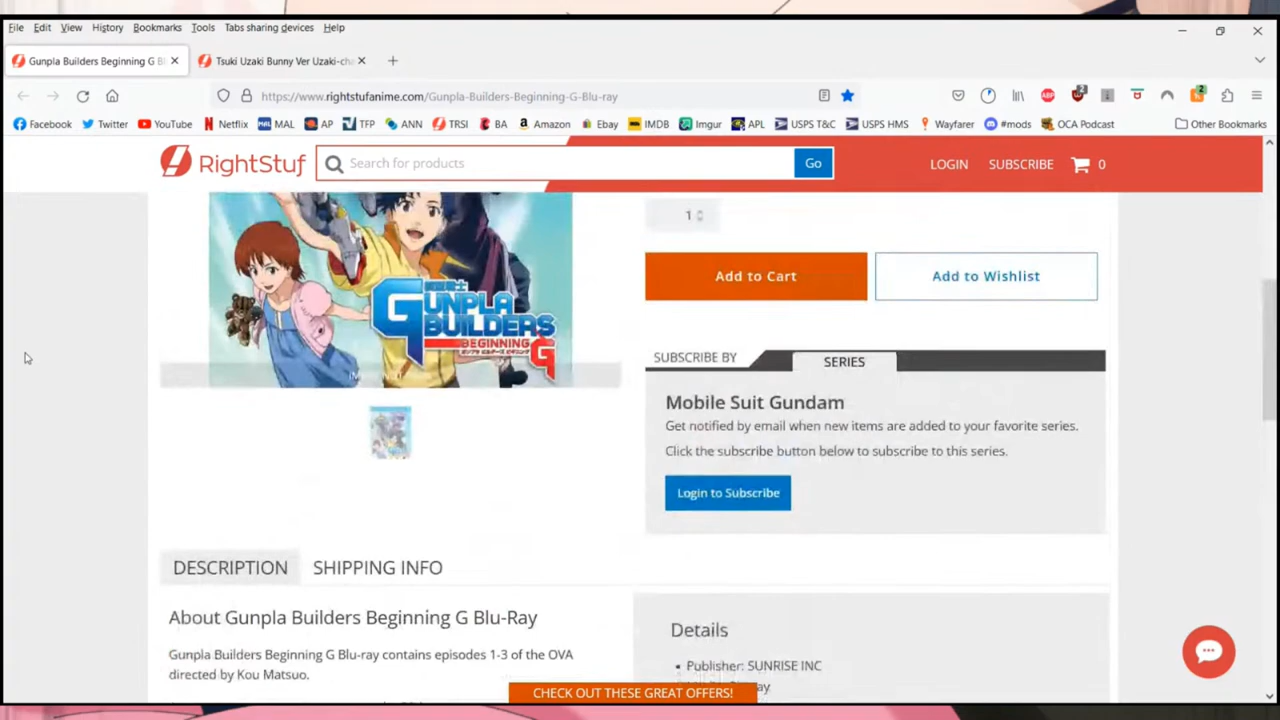 File Edit View History Bookmarks Tools Tabs sharing devices Help
Gunpla Builders Beginning G Bl Tsuki Uzaki Bunny Ver Uzaki-cha
https://www.rightstufanime.com/Gunpla-Builders-Beginning-G-Blu-ray
Facebook Twitter YouTube Netflix MAL MAL AP TFP ANN TRSI BA Amazon Ebay IMDB Imgur APL USPS T&C USPS HMS Wayfarer #mods OCA Podcast Other Bookmarks
RightStuf Search for products Go LOGIN SUBSCRIBE 0
1
Add to Cart Add to Wishlist
GUNPLA
BUILDERS
BEGINNING G
SUBSCRIBE BY SERIES
Mobile Suit Gundam
Get notified by email when new items are added to your favorite series.
Click the subscribe button below to subscribe to this series.
Login to Subscribe
DESCRIPTION SHIPPING INFO
About Gunpla Builders Beginning G Blu-Ray
Gunpla Builders Beginning G Blu-ray contains episodes 1-3 of the OVA
directed by Kou Matsuo.
Details
Publisher: SUNRISE INC
CHECK OUT THESE GREAT OFFERS!